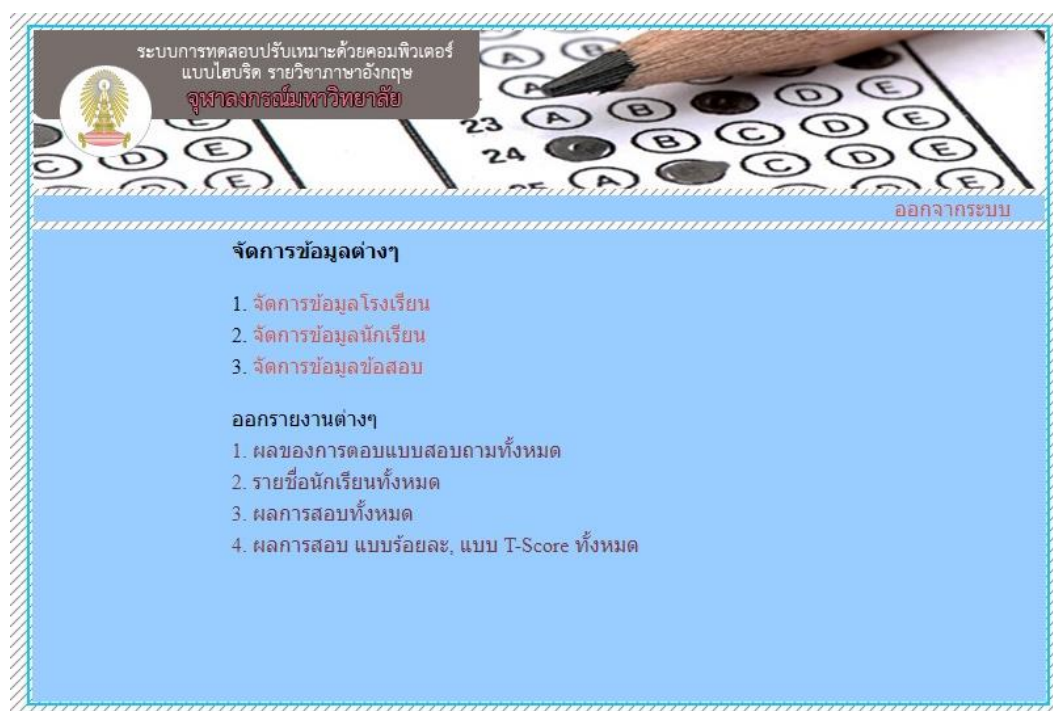 ระบบการทดสอบปรับเหมาะด้วยคอมพิวเตอร์
แบบไฮบริด รายวิชาภาษาอังกฤษ
จุฬาลงกรณ์มหาวิทยาลัย
A B
A B D E
23 A B C D E
24 B C D E
C D E
25 A C D E
E
ออกจากระบบ
จัดการข้อมูลต่างๆ
1. จัดการข้อมูลโรงเรียน
2. จัดการข้อมูลนักเรียน
3. จัดการข้อมูลข้อสอบ
ออกรายงานต่างๆ
1. ผลของการตอบแบบสอบถามทั้งหมด
2. รายชื่อนักเรียนทั้งหมด
3. ผลการสอบทั้งหมด
4. ผลการสอบ แบบร้อยละ, แบบ T-Score ทั้งหมด